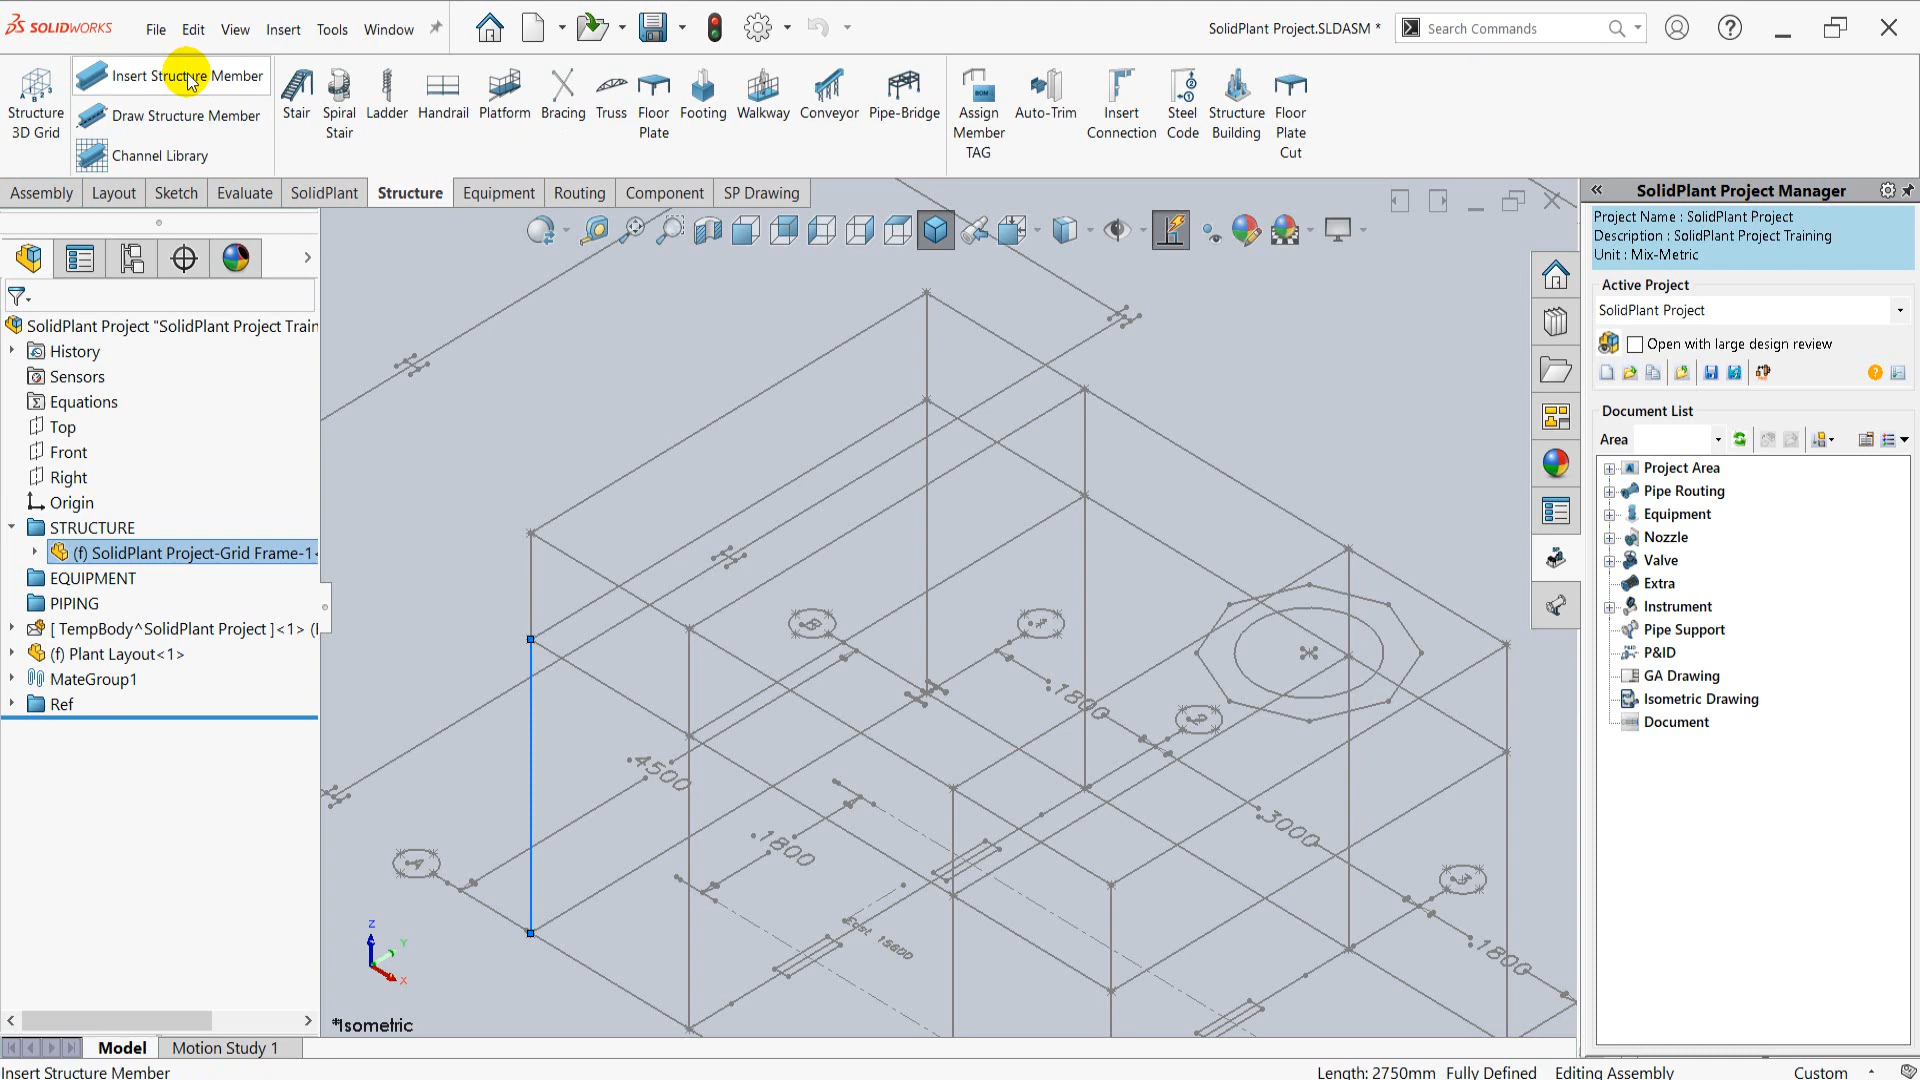 SOLIDWORKS
File Edit View Insert Tools Window
SolidPlant Project.SLDASM *
Search Commands
Structure
3D Grid
Insert Structure Member
Draw Structure Member
Channel Library
Stair
Spiral
Stair
Ladder
Handrail
Platform
Bracing
Truss
Floor
Plate
Footing
Walkway
Conveyor
Pipe-Bridge
Assign
Member
TAG
Auto-Trim
Insert
Connection
Steel
Code
Structure
Building
Floor
Plate
Cut
Assembly Layout Sketch Evaluate SolidPlant Structure Equipment Routing Component SP Drawing
SolidPlant Project "SolidPlant Project Train
History
Sensors
Equations
Top
Front
Right
Origin
STRUCTURE
(f) SolidPlant Project-Grid Frame-1<
EQUIPMENT
PIPING
[ TempBody^SolidPlant Project ]<1> (
(f) Plant Layout<1>
MateGroup1
Ref
B
1
1800
2
4500
1800
3000
A
3
East 15600
1800
Z
Y
X
*Isometric
SolidPlant Project Manager
Project Name : SolidPlant Project
Description : SolidPlant Project Training
Unit : Mix-Metric
Active Project
SolidPlant Project
Open with large design review
Document List
Area
Project Area
Pipe Routing
Equipment
Nozzle
Valve
Extra
Instrument
Pipe Support
P&ID
GA Drawing
Isometric Drawing
Document
Model Motion Study 1
Insert Structure Member
Length: 2750mm Fully Defined Editing Assembly Custom